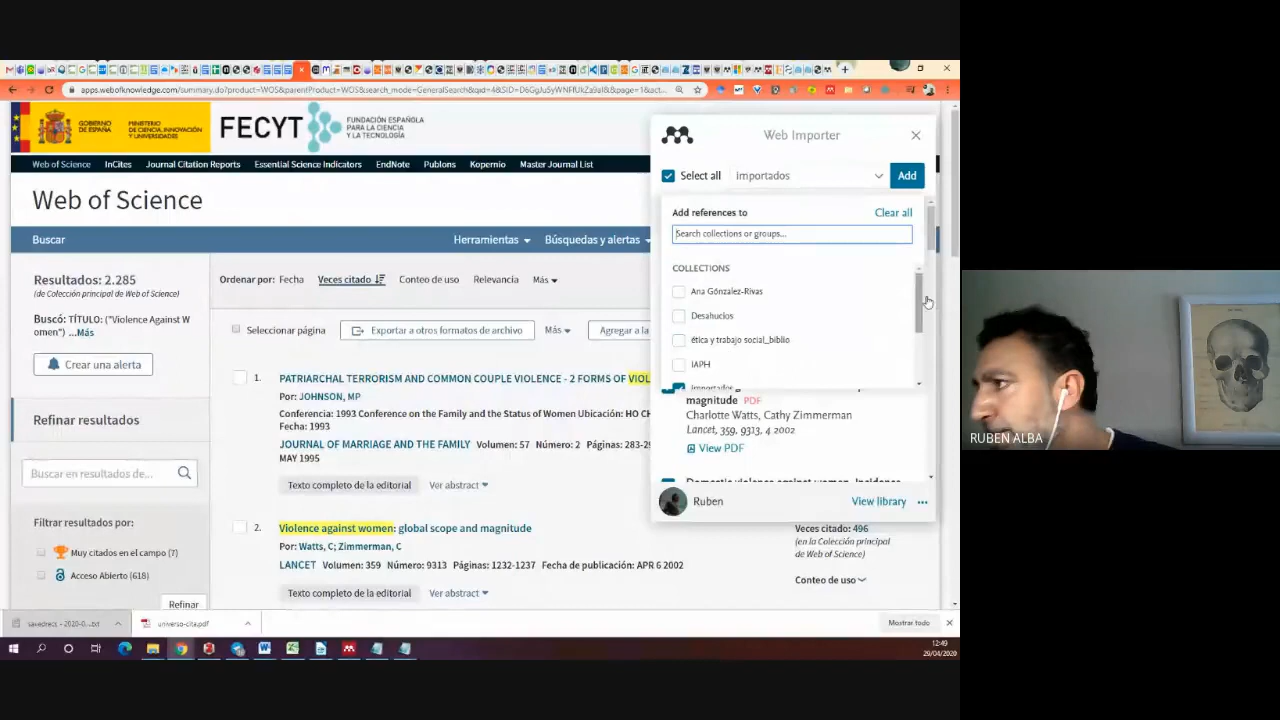 apps.webofknowledge.com/summary.do?product=WOS&parentProduct=WOS&search_mode=GeneralSearch&qid=4&SID=
GOBIERNO
DE ESPAÑA
MINISTERIO
DE CIENCIA, INNOVACIÓN
Y UNIVERSIDADES
FECYT
FUNDACIÓN ESPAÑOLA
PARA LA CIENCIA
Y LA TECNOLOGÍA
Web of Science InCites Journal Citation Reports Essential Science Indicators EndNote Publons Kopernio Master Journal List
Web of Science
Buscar
Herramientas
Búsquedas y alertas
Resultados: 2.285
(de Colección principal de Web of Science)
Buscó: TÍTULO: ("Violence Against W
omen") ...Más
Crear una alerta
Refinar resultados
Buscar en resultados de...
Filtrar resultados por:
Muy citados en el campo (7)
Acceso Abierto (618)
Refinar
Ordenar por: Fecha Veces citado Conteo de uso Relevancia Más
Seleccionar página
Exportar a otros formatos de archivo
Más
Agregar a la
1. PATRIARCHAL TERRORISM AND COMMON COUPLE VIOLENCE - 2 FORMS OF VIOL
Por: JOHNSON, MP
Conferencia: 1993 Conference on the Family and the Status of Women Ubicación: HO CH
Fecha: 1993
JOURNAL OF MARRIAGE AND THE FAMILY Volumen: 57 Número: 2 Páginas: 283-29
MAY 1995
Texto completo de la editorial
Ver abstract
2. Violence against women: global scope and magnitude
Por: Watts, C; Zimmerman, C
LANCET Volumen: 359 Número: 9313 Páginas: 1232-1237 Fecha de publicación: APR 6 2002
Texto completo de la editorial
Ver abstract
Veces citado: 496
(en la Colección principal
de Web of Science)
Conteo de uso
Web Importer
Select all
importados
Add
Add references to
Clear all
Search collections or groups...
COLLECTIONS
Ana Gónzalez-Rivas
Desahucios
ética y trabajo social_biblio
IAPH
importados
magnitude PDF
Charlotte Watts, Cathy Zimmerman
Lancet, 359, 9313, 4 2002
View PDF
Domestic violence against women. Incidence
Ruben
View library
savedrecs - 2020-0....txt
universo-cita.pdf
Mostrar todo
12:49
29/04/2020
RUBEN ALBA